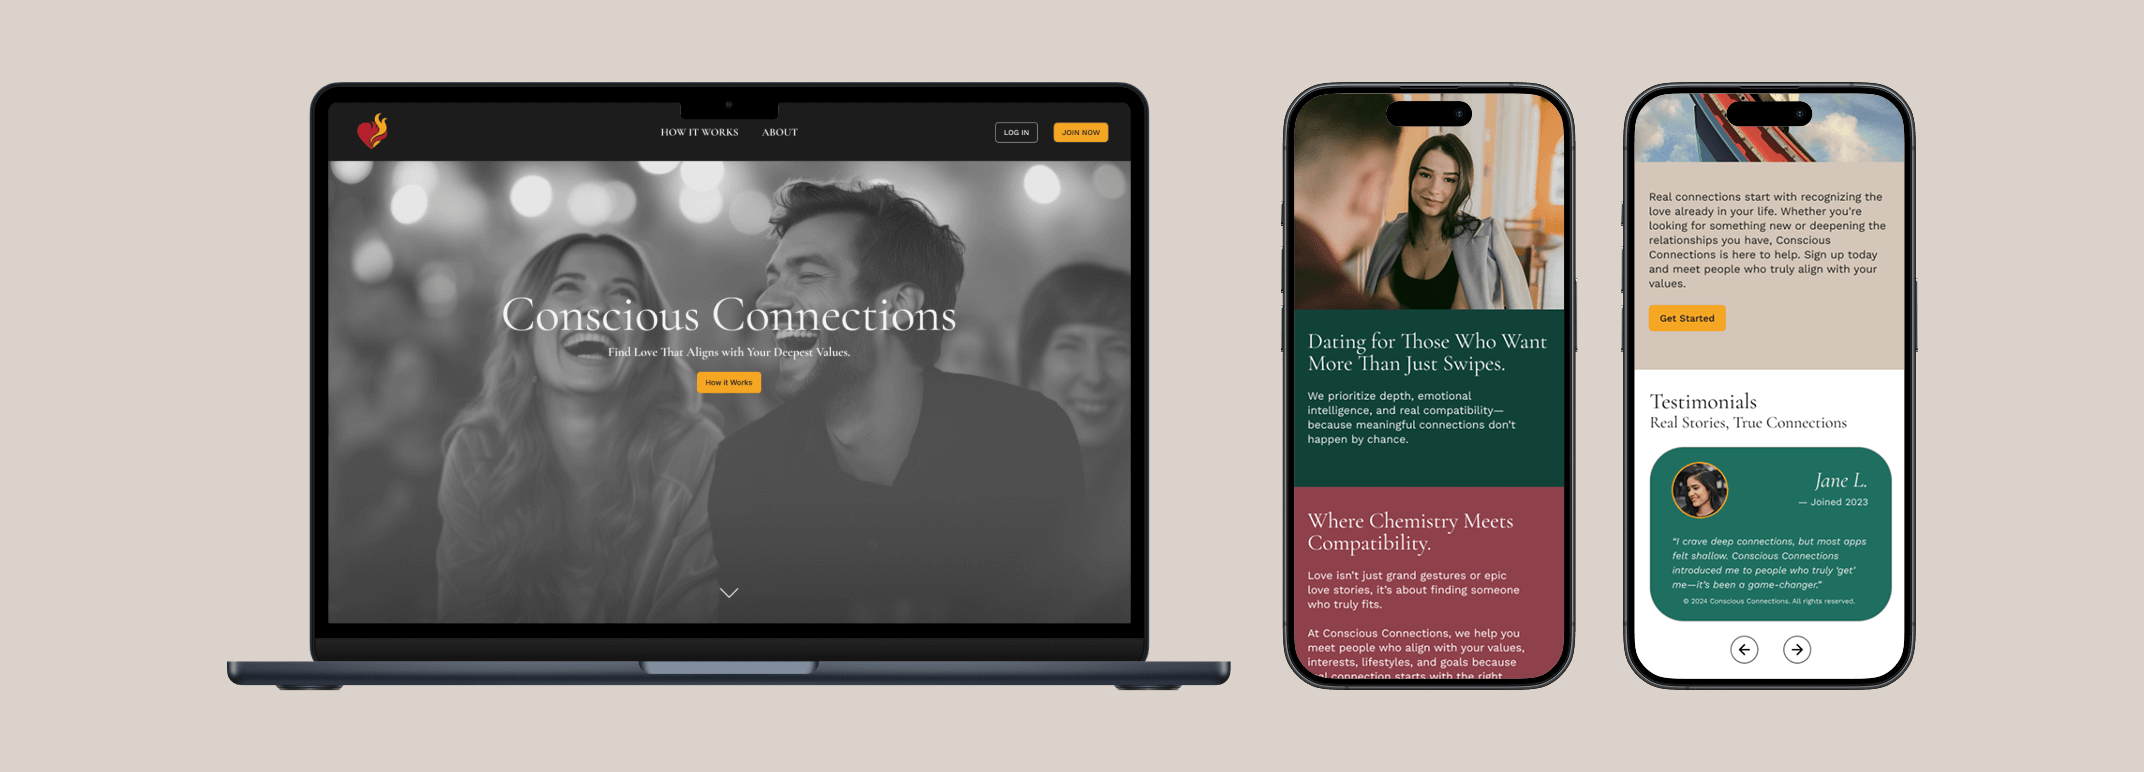 HOW IT WORKS
ABOUT
LOG IN
JOIN NOW
Conscious Connections
Find Love That Aligns with Your Deepest Values.
How it Works
Dating for Those Who Want
More Than Just Swipes.
We prioritize depth, emotional
intelligence, and real compatibility—
because meaningful connections don’t
happen by chance.
Where Chemistry Meets
Compatibility.
Love isn’t just grand gestures or epic
love stories, it’s about finding someone
who truly fits.
At Conscious Connections, we help you
meet people who align with your values,
interests, lifestyles, and goals because
connection starts with the right
Real connections start with recognizing the
love already in your life. Whether you're
looking for something new or deepening the
relationships you have, Conscious
Connections is here to help. Sign up today
and meet people who truly align with your
values.
Get Started
Testimonials
Real Stories, True Connections
Jane L.
— Joined 2023
“I crave deep connections, but most apps
felt shallow. Conscious Connections
introduced me to people who truly ‘get’
me—it’s been a game-changer.”
© 2024 Conscious Connections. All rights reserved.